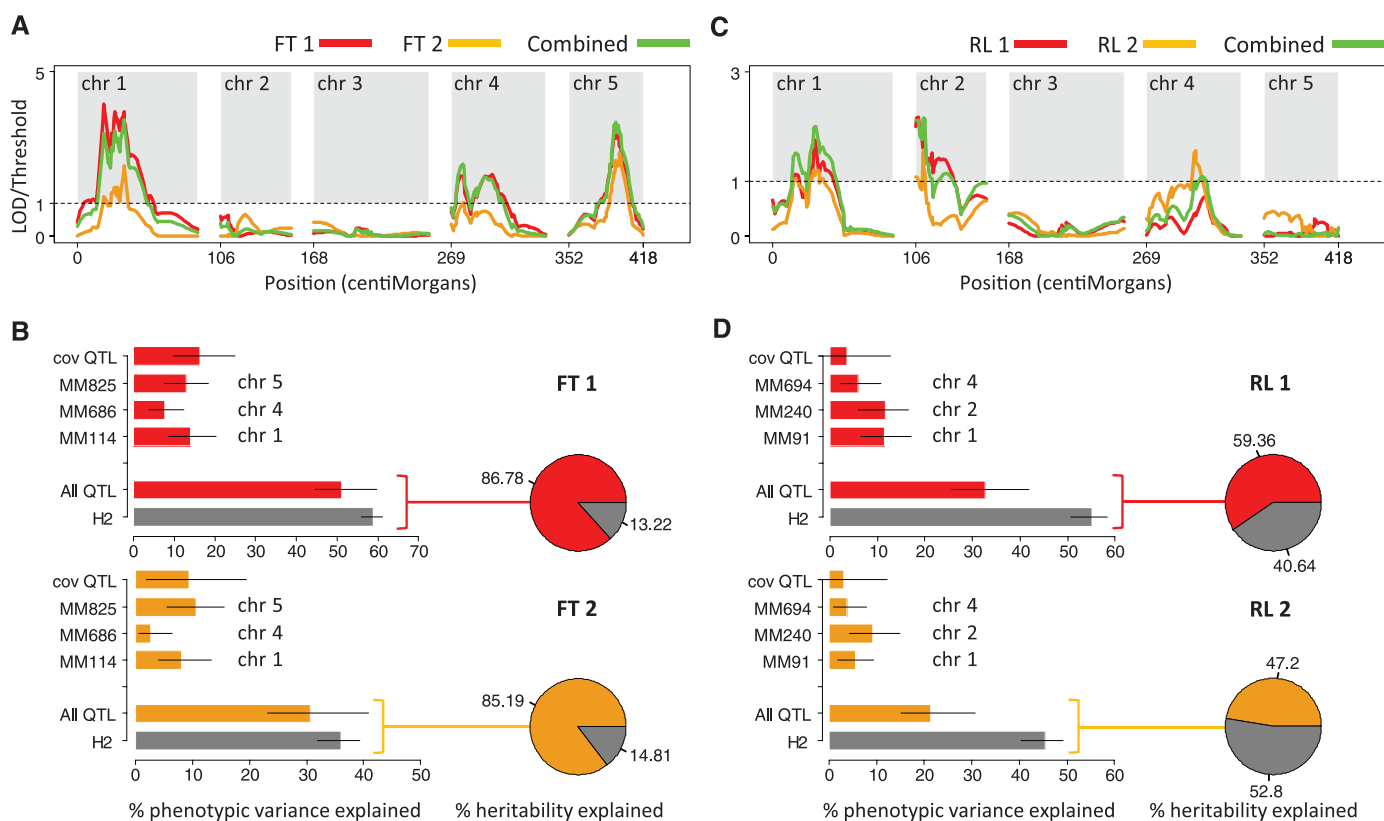 A
FT 1 FT 2 Combined
5
1
0
LOD/Threshold
chr 1 chr 2 chr 3 chr 4 chr 5
0 106 168 269 352 418
Position (centiMorgans)
C
RL 1 RL 2 Combined
3
1
0
chr 1 chr 2 chr 3 chr 4 chr 5
0 106 168 269 352 418
Position (centiMorgans)
B
cov QTL
MM825 chr 5
MM686 chr 4
MM114 chr 1
All QTL
H2
0 10 20 30 40 50 60 70
FT 1
86.78
13.22
cov QTL
MM825 chr 5
MM686 chr 4
MM114 chr 1
All QTL
H2
0 10 20 30 40 50
% phenotypic variance explained
FT 2
85.19
14.81
% heritability explained
D
cov QTL
MM694 chr 4
MM240 chr 2
MM91 chr 1
All QTL
H2
0 10 20 30 40 50 60
RL 1
59.36
40.64
cov QTL
MM694 chr 4
MM240 chr 2
MM91 chr 1
All QTL
H2
0 10 20 30 40 50 60
% phenotypic variance explained
RL 2
47.2
52.8
% heritability explained